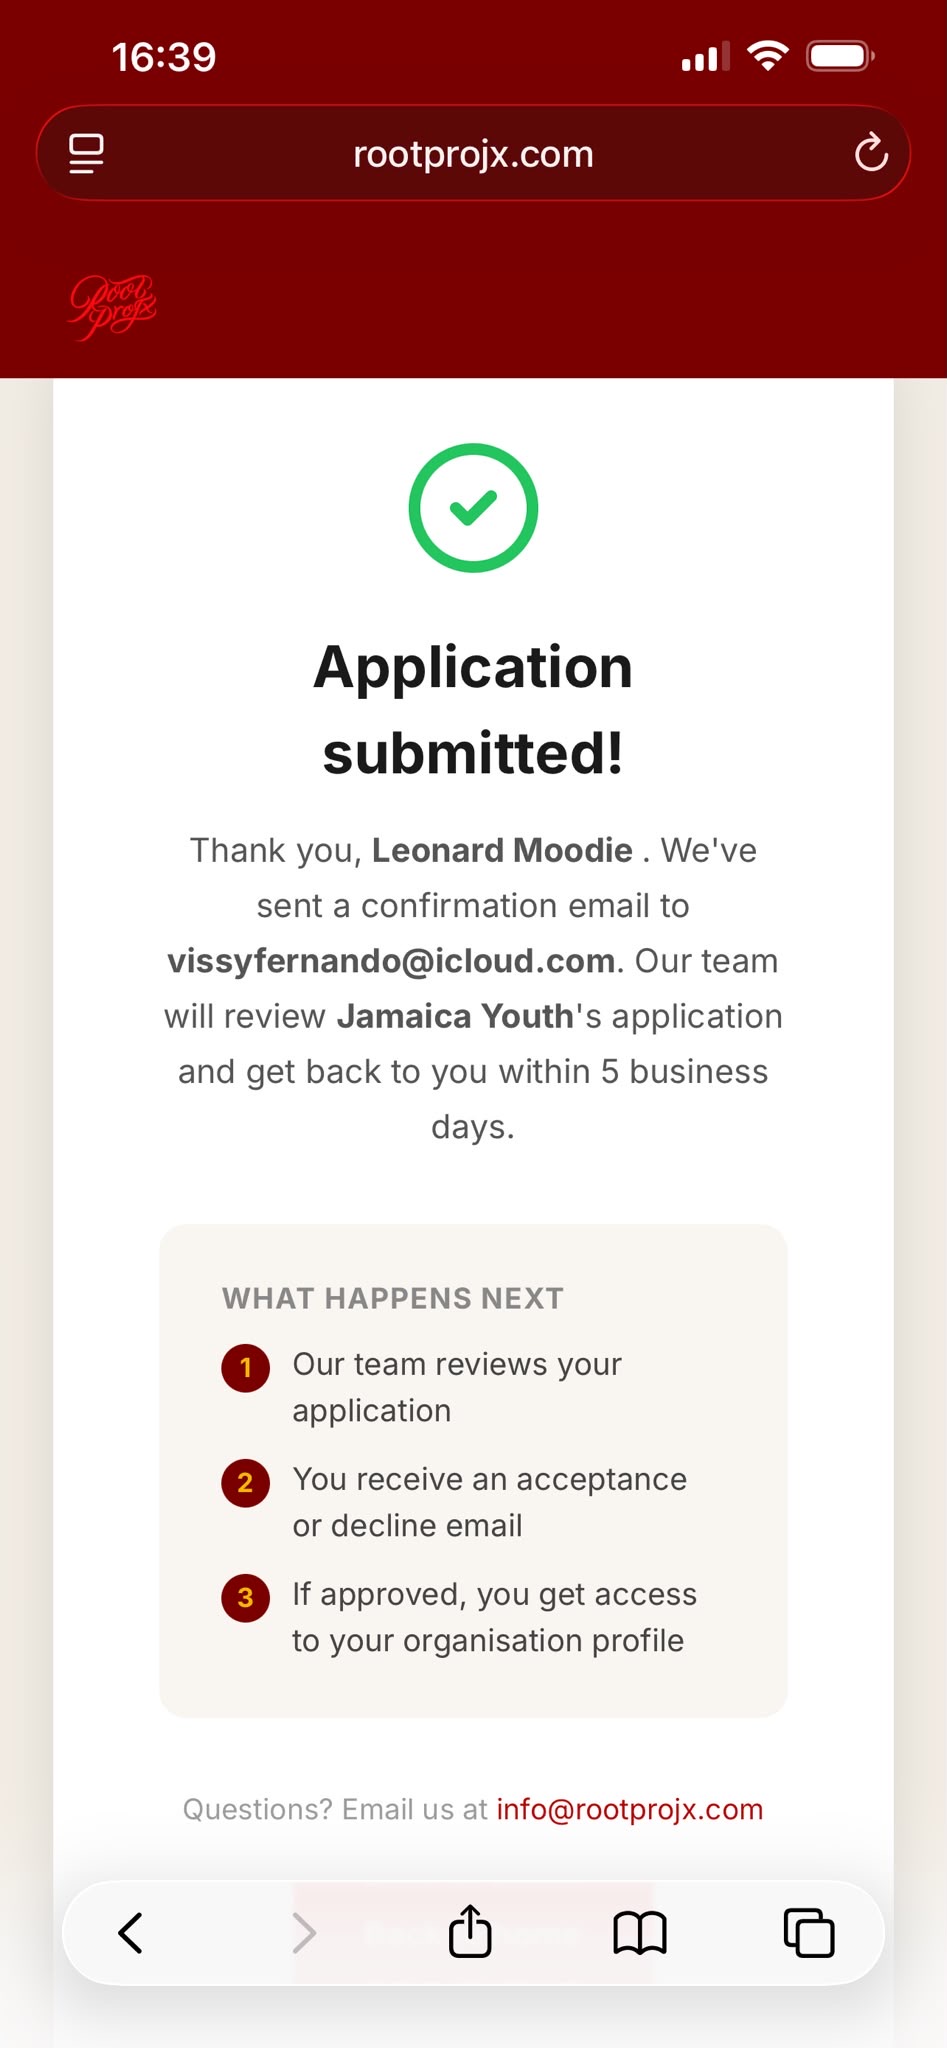 16:39
rootprojx.com
Root
Projx
Application
submitted!
Thank you, Leonard Moodie . We've
sent a confirmation email to
vissyfernando@icloud.com. Our team
will review Jamaica Youth's application
and get back to you within 5 business
days.
WHAT HAPPENS NEXT
1 Our team reviews your
application
2 You receive an acceptance
or decline email
3 If approved, you get access
to your organisation profile
Questions? Email us at info@rootprojx.com